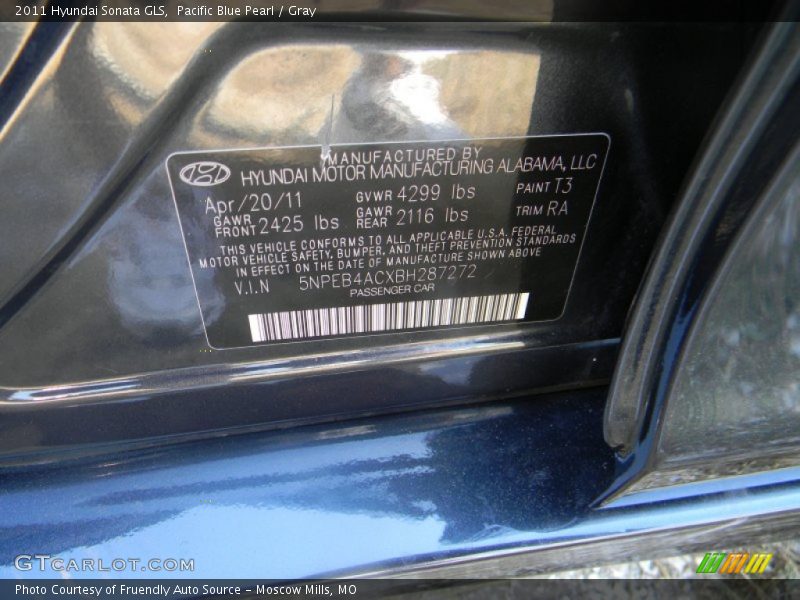 2011 Hyundai Sonata GLS, Pacific Blue Pearl / Gray
MANUFACTURED BY
HYUNDAI MOTOR MANUFACTURING ALABAMA, LLC
Apr/20/11 GVWR 4299 lbs PAINT T3
GAWR FRONT 2425 lbs GAWR REAR 2116 lbs TRIM RA
THIS VEHICLE CONFORMS TO ALL APPLICABLE U.S.A. FEDERAL
MOTOR VEHICLE SAFETY, BUMPER, AND THEFT PREVENTION STANDARDS
IN EFFECT ON THE DATE OF MANUFACTURE SHOWN ABOVE
V.I.N 5NPEB4ACXBH287272
PASSENGER CAR
GTCARLOT.COM
Photo Courtesy of Fruendly Auto Source - Moscow Mills, MO